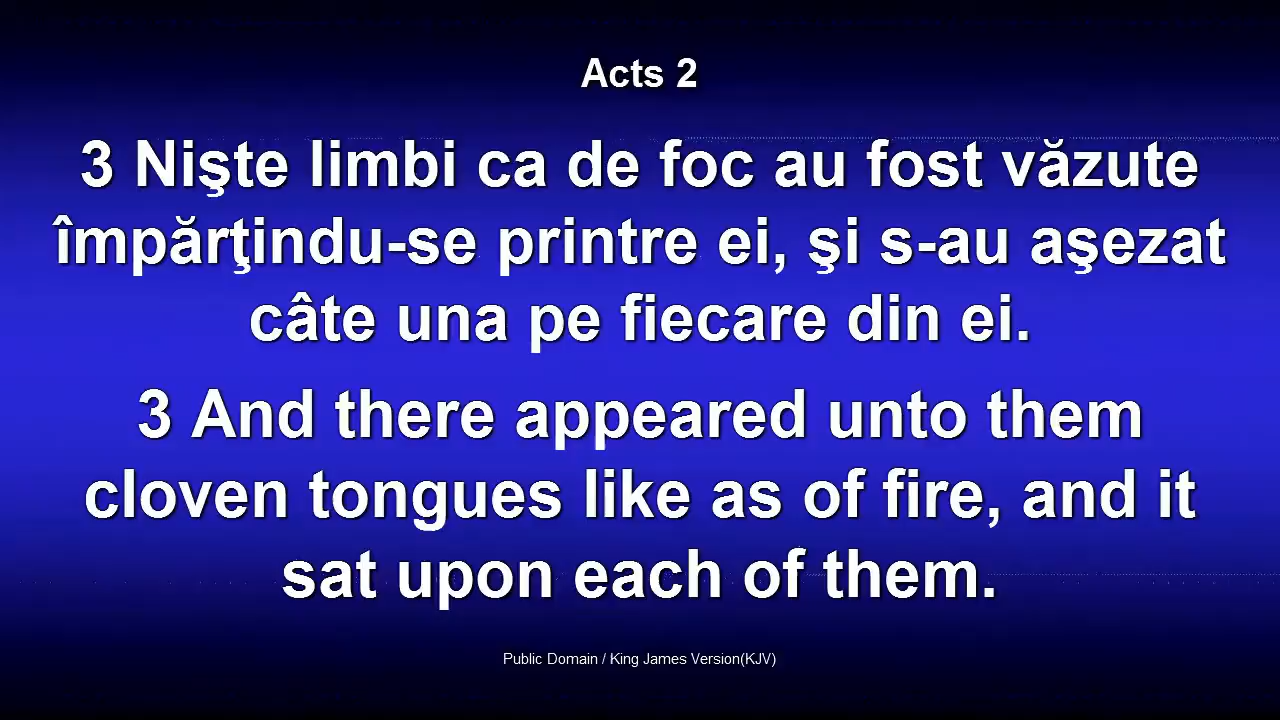 Acts 2
3 Nişte limbi ca de foc au fost văzute
împărţindu-se printre ei, şi s-au aşezat
câte una pe fiecare din ei.
3 And there appeared unto them
cloven tongues like as of fire, and it
sat upon each of them.
Public Domain / King James Version(KJV)